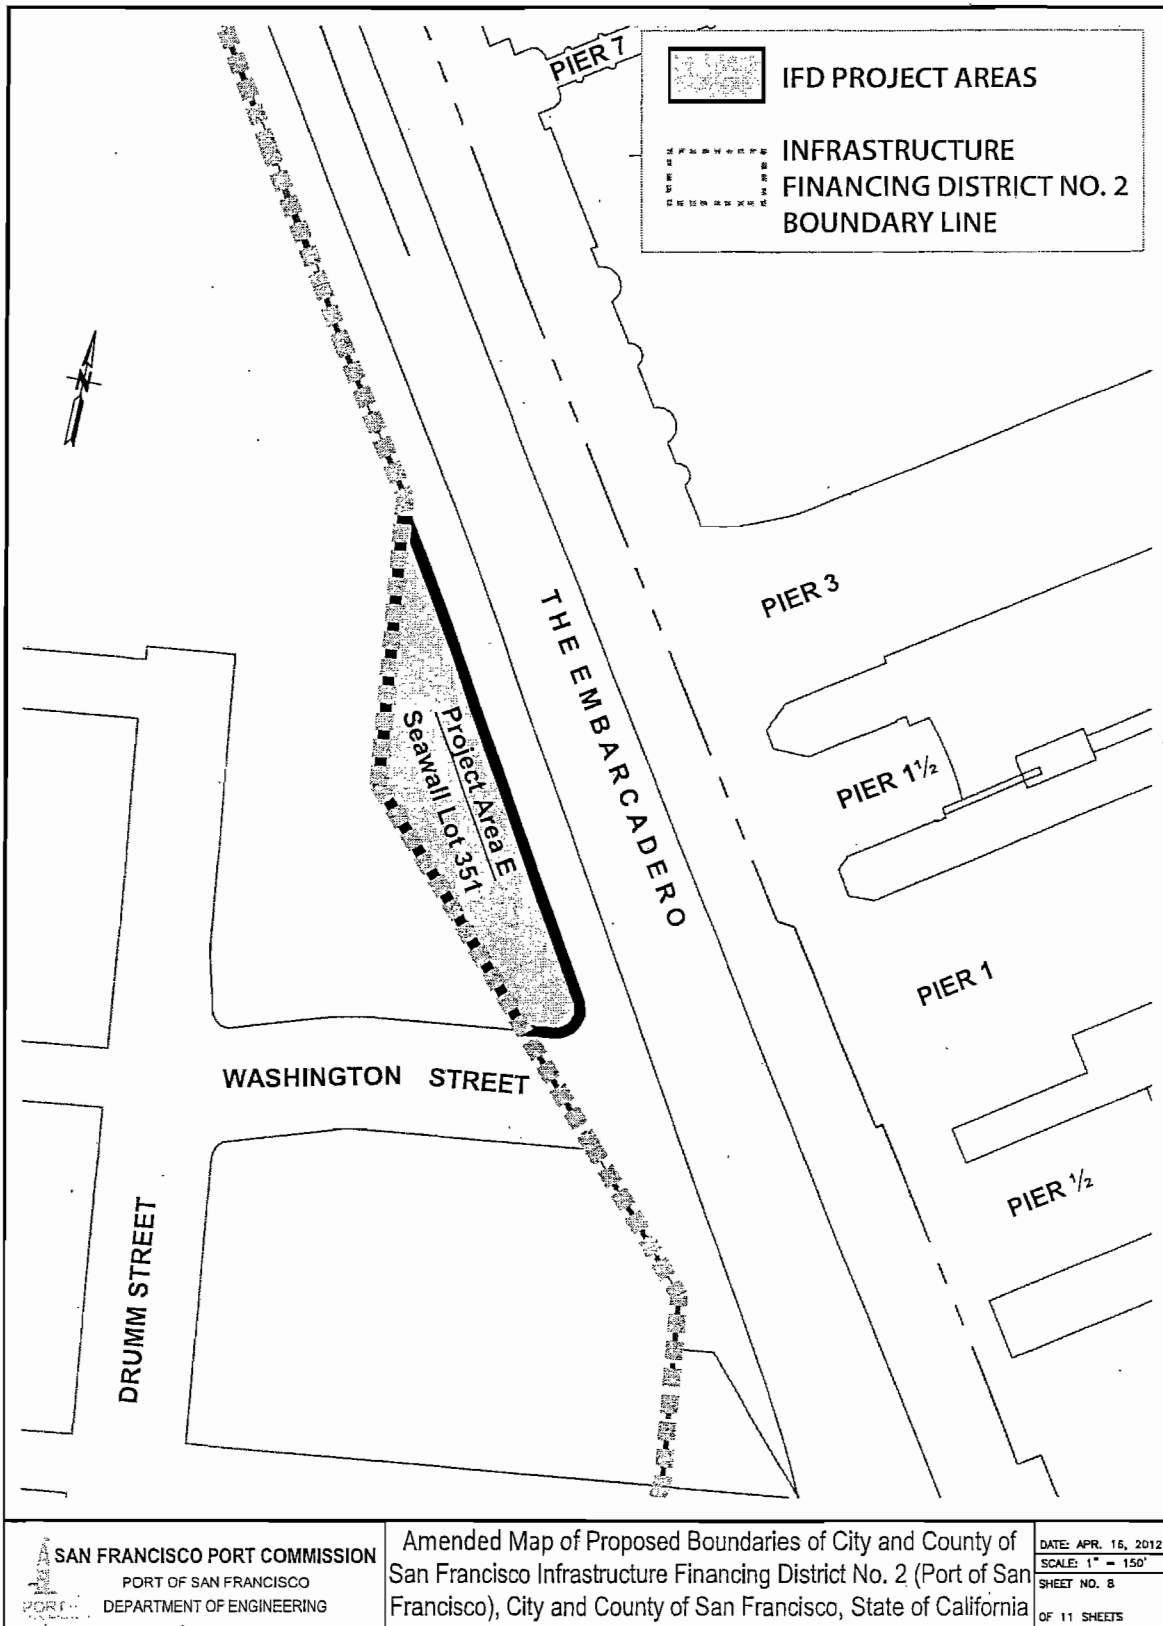 PIER 7
IFD PROJECT AREAS
INFRASTRUCTURE
FINANCING DISTRICT NO. 2
BOUNDARY LINE
N
PIER 3
THE EMBARCADERO
Project Area E
Seawall Lot 351
PIER 1½
PIER 1
WASHINGTON STREET
PIER ½
DRUMM STREET
PORT
SAN FRANCISCO PORT COMMISSION
PORT OF SAN FRANCISCO
DEPARTMENT OF ENGINEERING
Amended Map of Proposed Boundaries of City and County of
San Francisco Infrastructure Financing District No. 2 (Port of San
Francisco), City and County of San Francisco, State of California
DATE: APR. 16, 2012
SCALE: 1" = 150'
SHEET NO. 8
OF 11 SHEETS